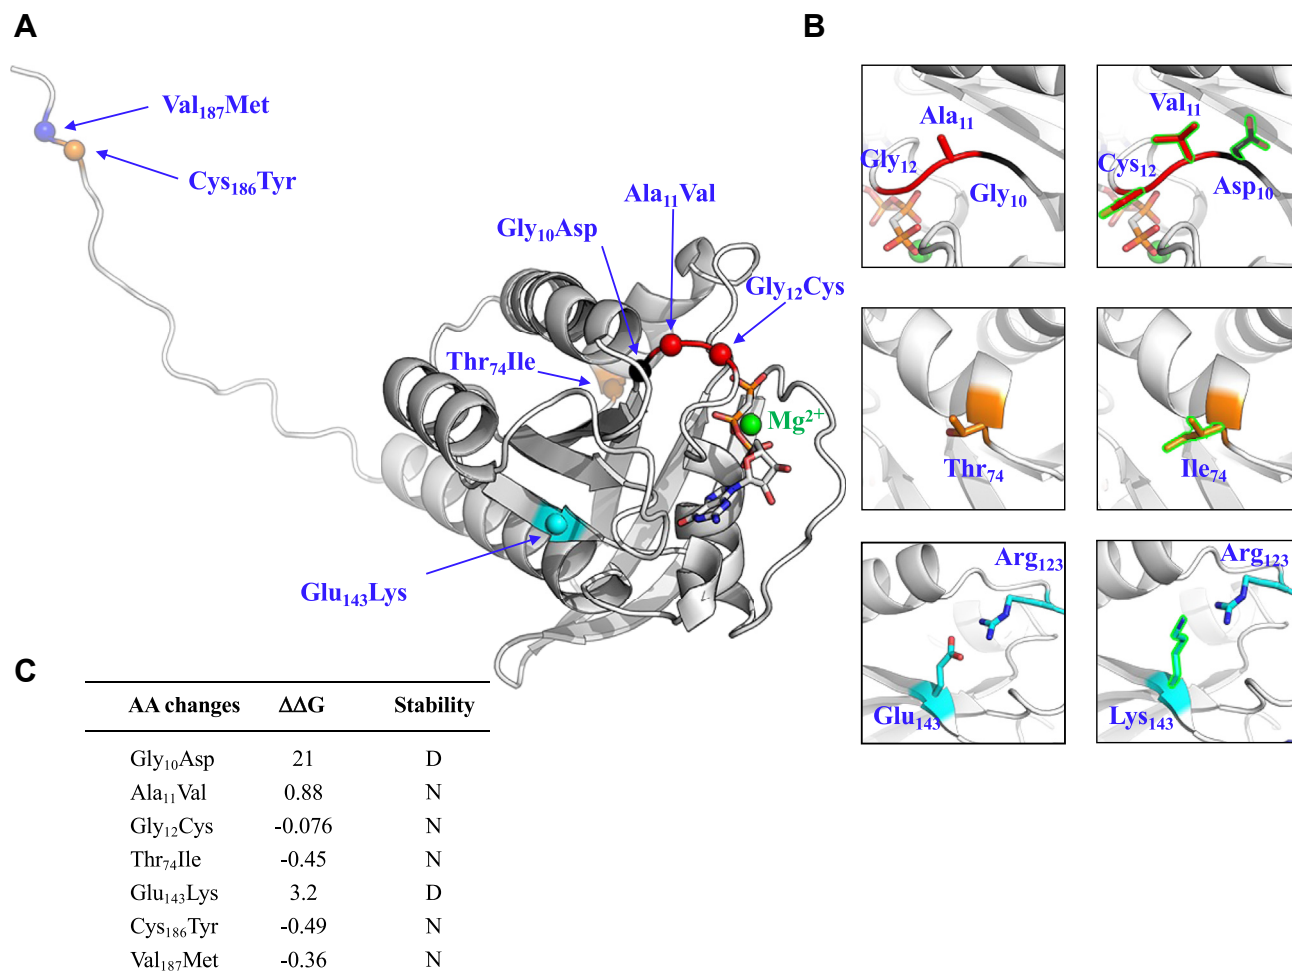 A
B
Val₁₈₇Met
Cys₁₈₆Tyr
Ala₁₁Val
Gly₁₀Asp
Gly₁₂Cys
Thr₇₄Ile
Mg²⁺
Glu₁₄₃Lys
Ala₁₁
Gly₁₂
Gly₁₀
Val₁₁
Cys₁₂
Asp₁₀
Thr₇₄
Ile₇₄
Arg₁₂₃
Glu₁₄₃
Arg₁₂₃
Lys₁₄₃
C
AA changes ΔΔG Stability
Gly₁₀Asp 21 D
Ala₁₁Val 0.88 N
Gly₁₂Cys -0.076 N
Thr₇₄Ile -0.45 N
Glu₁₄₃Lys 3.2 D
Cys₁₈₆Tyr -0.49 N
Val₁₈₇Met -0.36 N